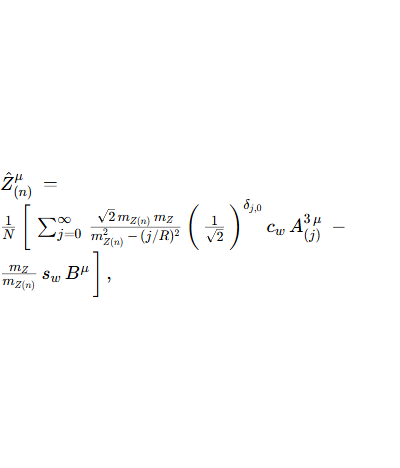 \hat{Z}^{\mu}_{(n)} =
\frac{1}{N} \left[ \sum_{j=0}^{\infty} \frac{\sqrt{2} \, m_{Z(n)} \, m_Z}{m^2_{Z(n)} - (j/R)^2} \left( \frac{1}{\sqrt{2}} \right)^{\delta_{j,0}} c_w \, A^{3\,\mu}_{(j)} -
\frac{m_Z}{m_{Z(n)}} \, s_w \, B^{\mu} \right] ,